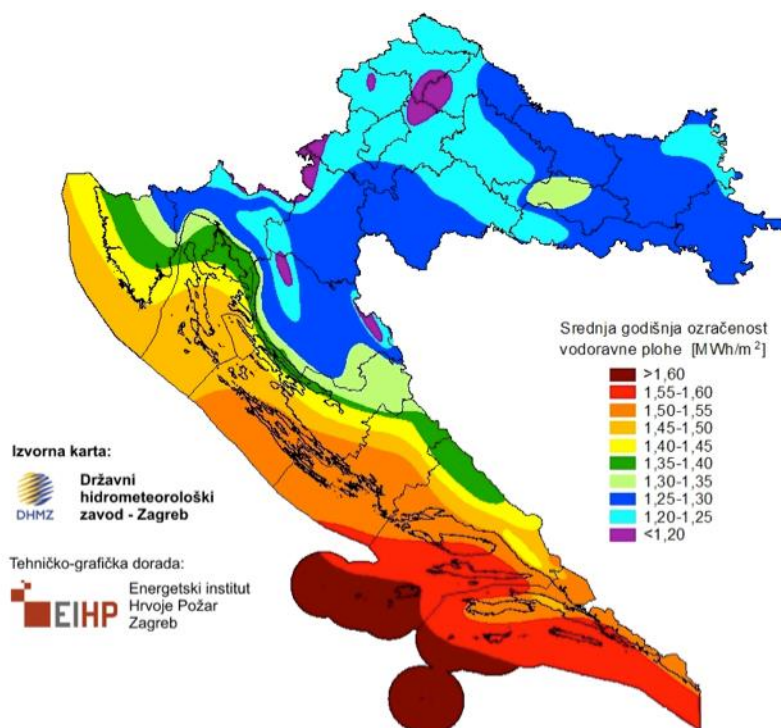 Srednja godišnja ozračenost
vodoravne plohe [MWh/m²]
>1,60
1,55-1,60
1,50-1,55
1,45-1,50
1,40-1,45
1,35-1,40
1,30-1,35
1,25-1,30
1,20-1,25
<1,20
Izvorna karta:
DHMZ
Državni
hidrometeorološki
zavod - Zagreb
Tehničko-grafička dorada:
EIHP
Energetski institut
Hrvoje Požar
Zagreb